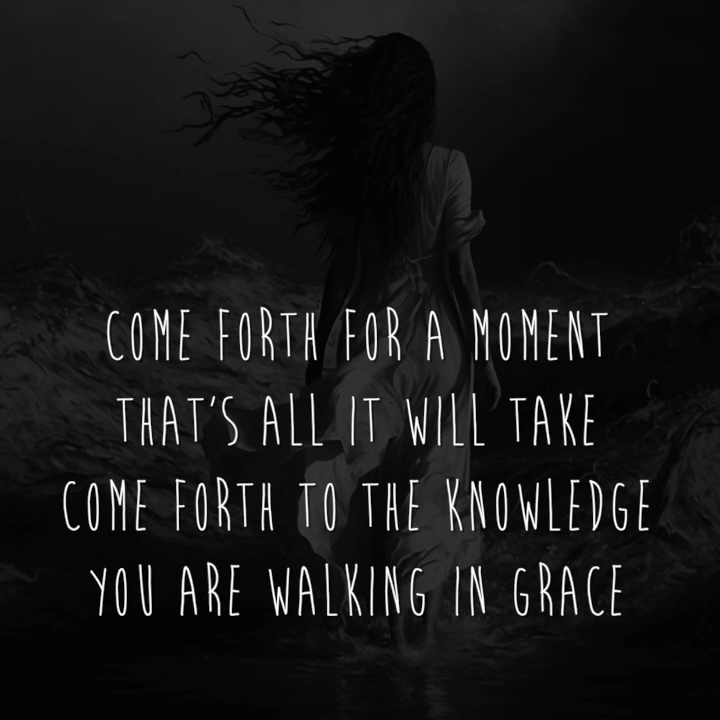 COME FORTH FOR A MOMENT
THAT'S ALL IT WILL TAKE
COME FORTH TO THE KNOWLEDGE
YOU ARE WALKING IN GRACE